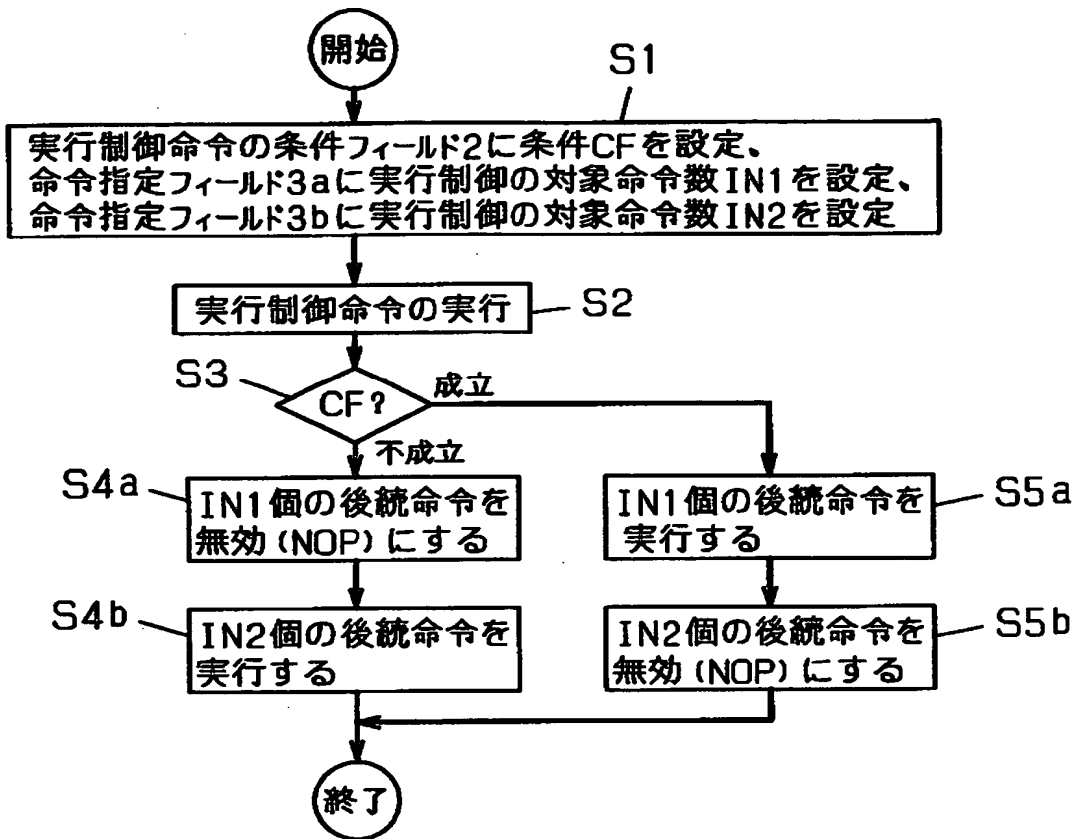 開始
S1
実行制御命令の条件フィールド2に条件CFを設定、
命令指定フィールド3aに実行制御の対象命令数IN1を設定、
命令指定フィールド3bに実行制御の対象命令数IN2を設定
実行制御命令の実行
S2
S3
CF?
成立
不成立
S4a
IN1個の後続命令を
無効(NOP)にする
IN1個の後続命令を
実行する
S5a
S4b
IN2個の後続命令を
実行する
IN2個の後続命令を
無効(NOP)にする
S5b
終了